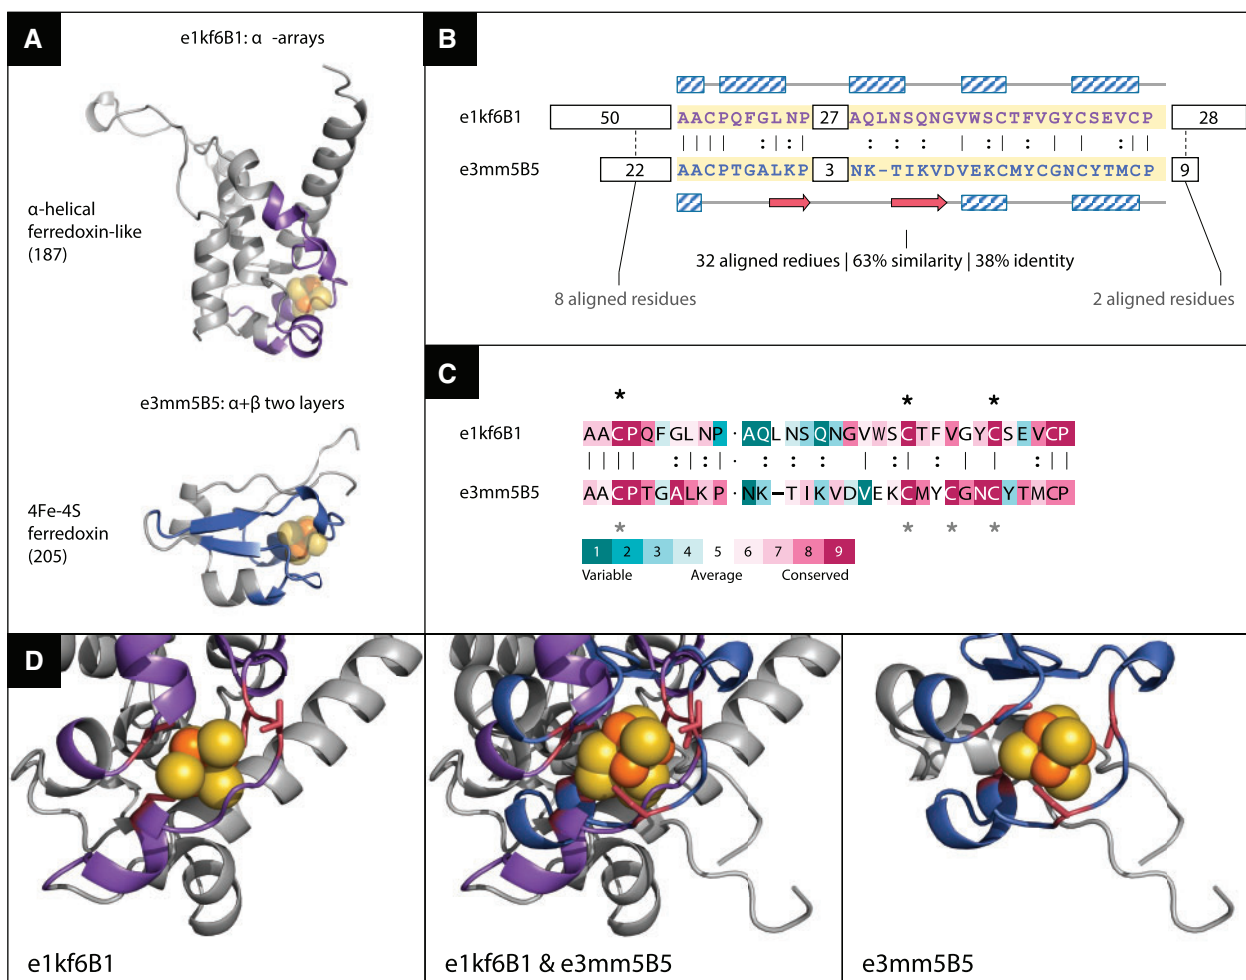 A
e1kf6B1: α -arrays
α-helical
ferredoxin-like
(187)
e3mm5B5: α+β two layers
4Fe-4S
ferredoxin
(205)
B
e1kf6B1
50
AACPQFGLNP
27
AQLNSQNGVWSCTFVGYCSEVCP
28
| | | | : | : | : : : | : | : | | : | |
e3mm5B5
22
AACPTGALKP
3
NK-TIKVDVEKCMYCGNCYTMCP
9
32 aligned rediues | 63% similarity | 38% identity
8 aligned residues
2 aligned residues
C
* * *
e1kf6B1
AACPQFGLNP·AQLNSQNGVWSCTFVGYCSEVCP
| | | | : | : | · : : : | : | : | | : | |
e3mm5B5
AACPTGALKP·NK–TIKVDVEKCMYCGNCYTMCP
* * * *
1 2 3 4 5 6 7 8 9
Variable Average Conserved
D
e1kf6B1
e1kf6B1 & e3mm5B5
e3mm5B5